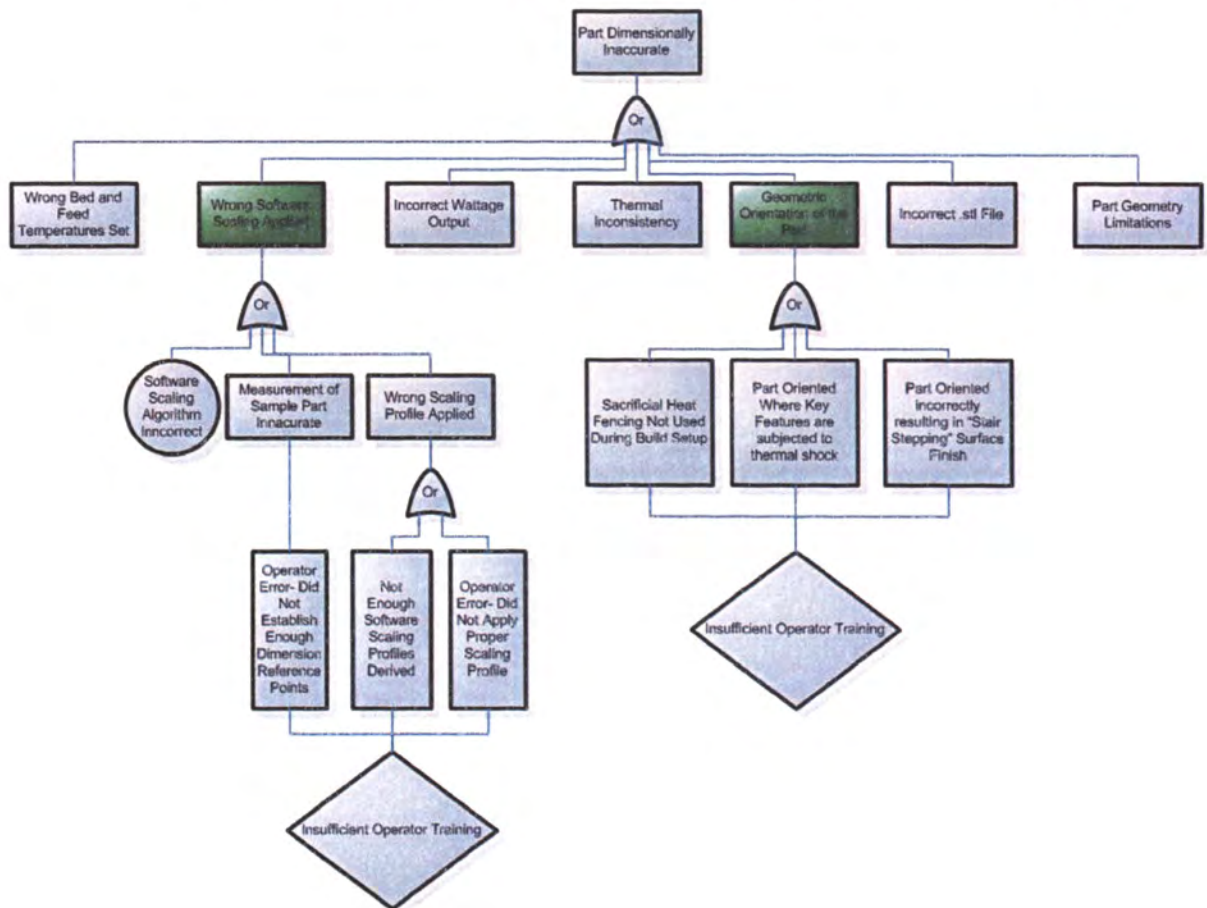 Part Dimensionally
Inaccurate
Or
Wrong Bed and
Feed
Temperatures Set
Wrong Software
Scaling Applied
Incorrect Wattage
Output
Thermal
Inconsistency
Geometric
Orientation of the
Part
Incorrect .stl File
Part Geometry
Limitations
Or
Or
Software
Scaling
Algorithm
Inncorrect
Measurement of
Sample Part
Innacurate
Wrong Scaling
Profile Applied
Sacrificial Heat
Fencing Not Used
During Build Setup
Part Oriented
Where Key
Features are
subjected to
thermal shock
Part Oriented
Incorrectly
resulting in "Stair
Stepping" Surface
Finish
Or
Operator
Error- Did
Not
Establish
Enough
Dimension
Reference
Points
Not
Enough
Software
Scaling
Profiles
Derived
Operator
Error- Did
Not Apply
Proper
Scaling
Profile
Insufficient Operator Training
Insufficient Operator Training